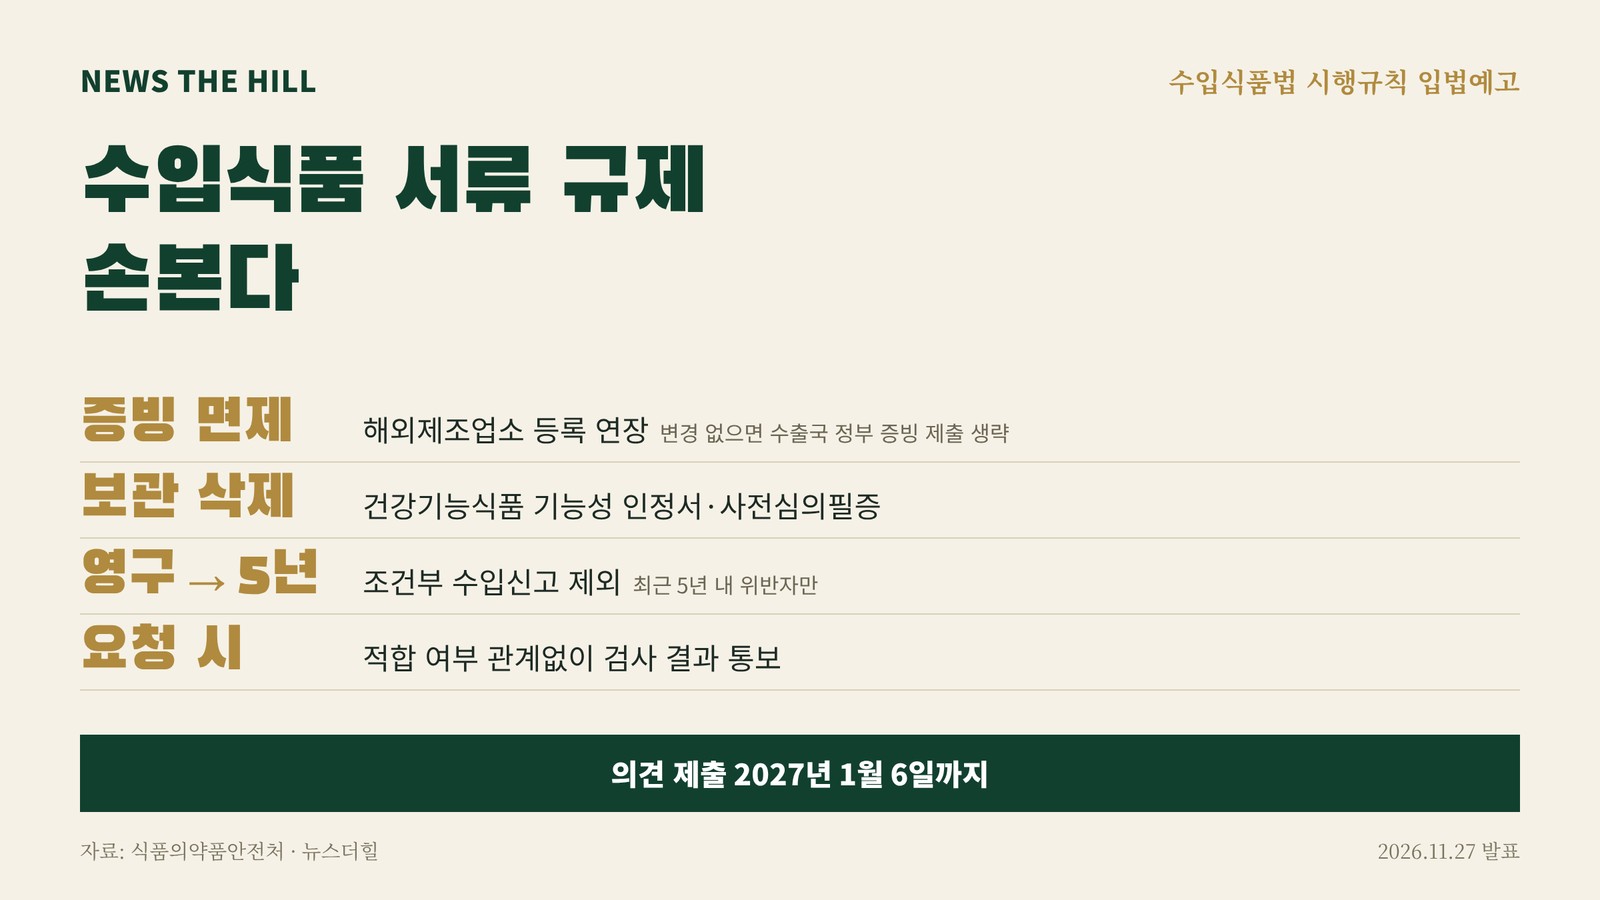 NEWS THE HILL
수입식품법 시행규칙 입법예고
수입식품 서류 규제
손본다
증빙 면제 해외제조업소 등록 연장 변경 없으면 수출국 정부 증빙 제출 생략
보관 삭제 건강기능식품 기능성 인정서·사전심의필증
영구 → 5년 조건부 수입신고 제외 최근 5년 내 위반자만
요청 시 적합 여부 관계없이 검사 결과 통보
의견 제출 2027년 1월 6일까지
자료: 식품의약품안전처 · 뉴스더힐
2026.11.27 발표